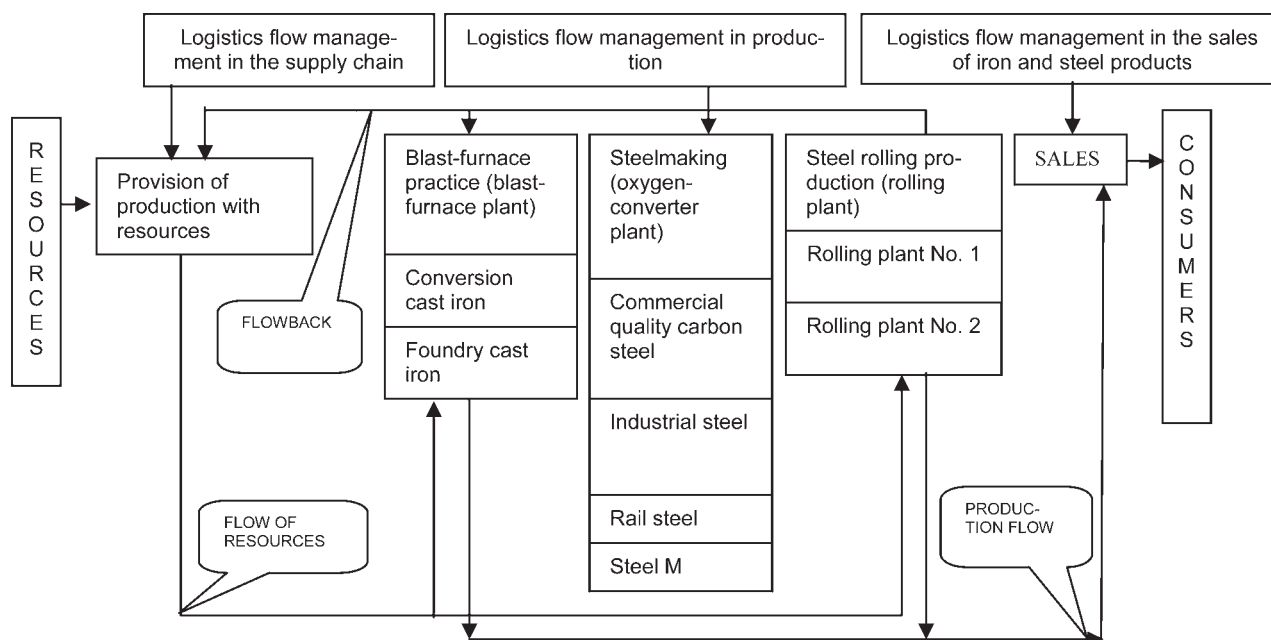 Logistics flow manage-
ment in the supply chain
Logistics flow management in produc-
tion
Logistics flow management in the sales
of iron and steel products
RESOURCES
Provision of
production with
resources
Blast-furnace
practice (blast-
furnace plant)
Conversion
cast iron
Foundry cast
iron
Steelmaking
(oxygen-
converter
plant)
Commercial
quality carbon
steel
Industrial steel
Rail steel
Steel M
Steel rolling pro-
duction (rolling
plant)
Rolling plant No. 1
Rolling plant No. 2
SALES
CONSUMERS
FLOWBACK
FLOW OF
RESOURCES
PRODUC-
TION FLOW